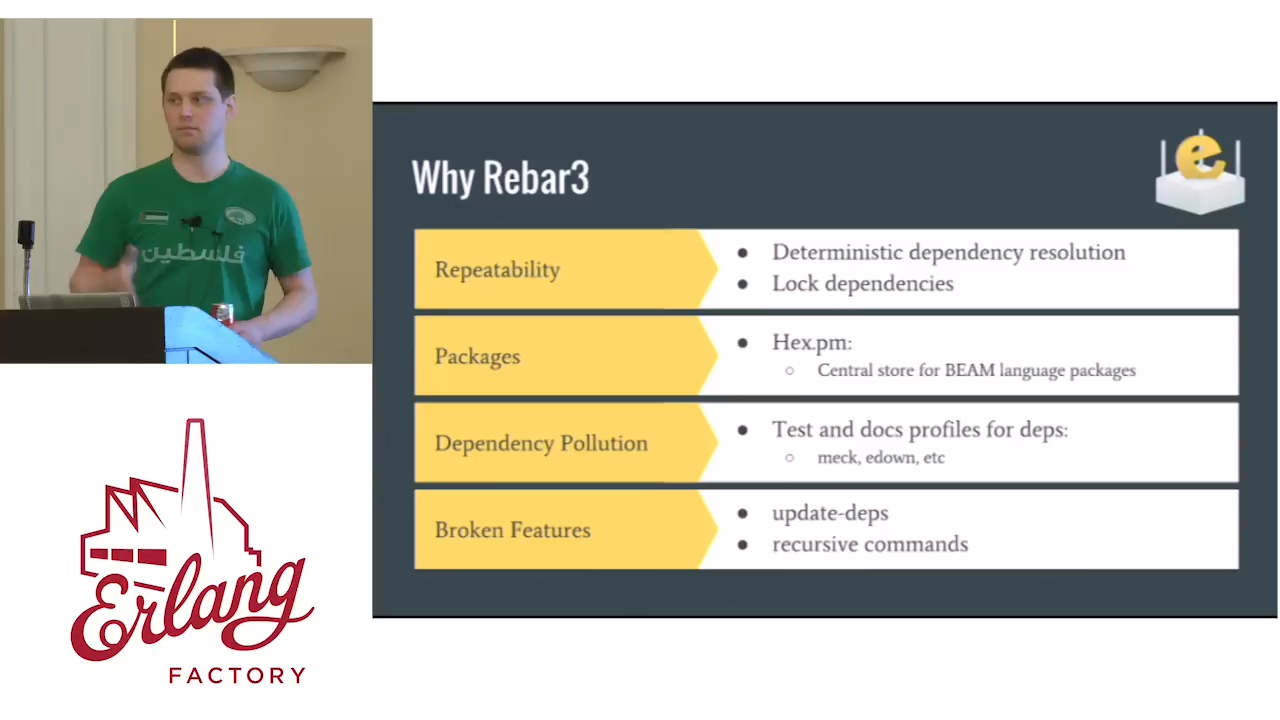 فلسطين
Why Rebar3
Repeatability
● Deterministic dependency resolution
● Lock dependencies
Packages
● Hex.pm:
○ Central store for BEAM language packages
Dependency Pollution
● Test and docs profiles for deps:
○ meck, edown, etc
Broken Features
● update-deps
● recursive commands
e
Erlang
FACTORY